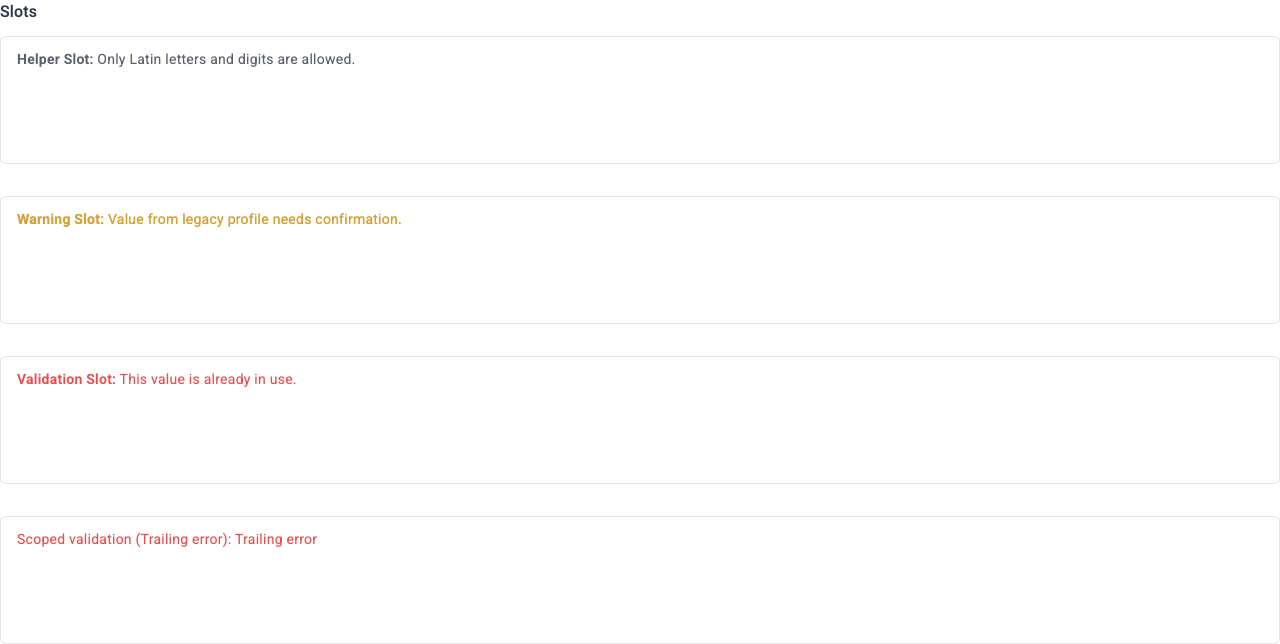 Slots
Helper Slot: Only Latin letters and digits are allowed.
Warning Slot: Value from legacy profile needs confirmation.
Validation Slot: This value is already in use.
Scoped validation (Trailing error): Trailing error